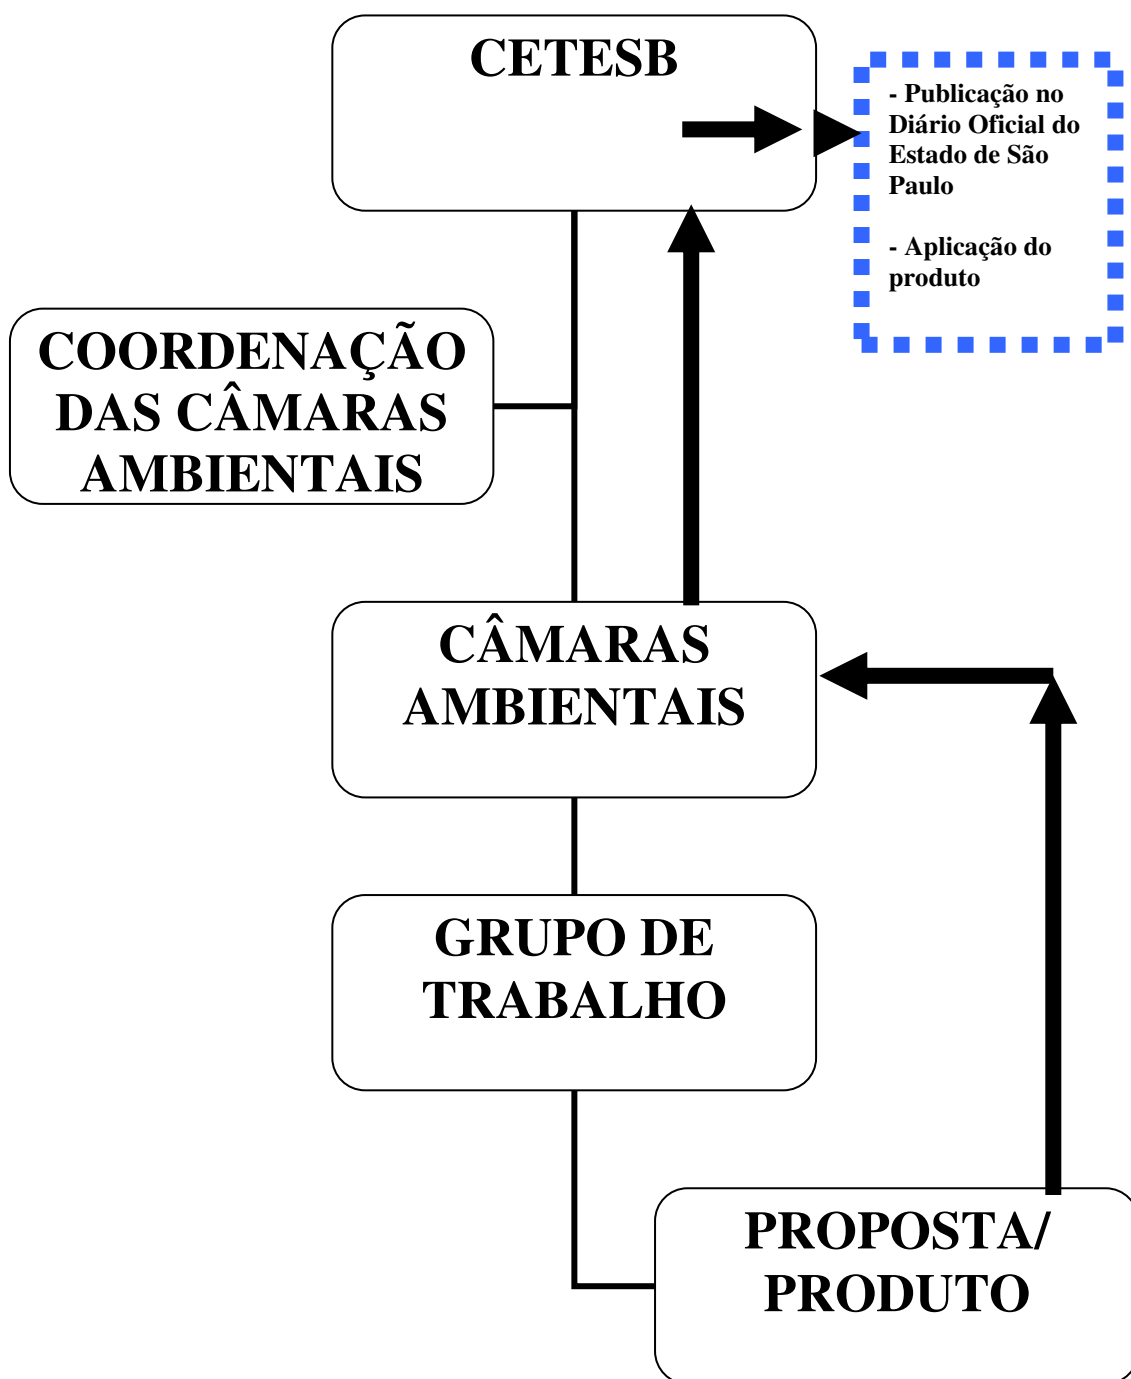 CETESB
- Publicação no
Diário Oficial do
Estado de São
Paulo
- Aplicação do
produto
COORDENAÇÃO
DAS CÂMARAS
AMBIENTAIS
CÂMARAS
AMBIENTAIS
GRUPO DE
TRABALHO
PROPOSTA/
PRODUTO